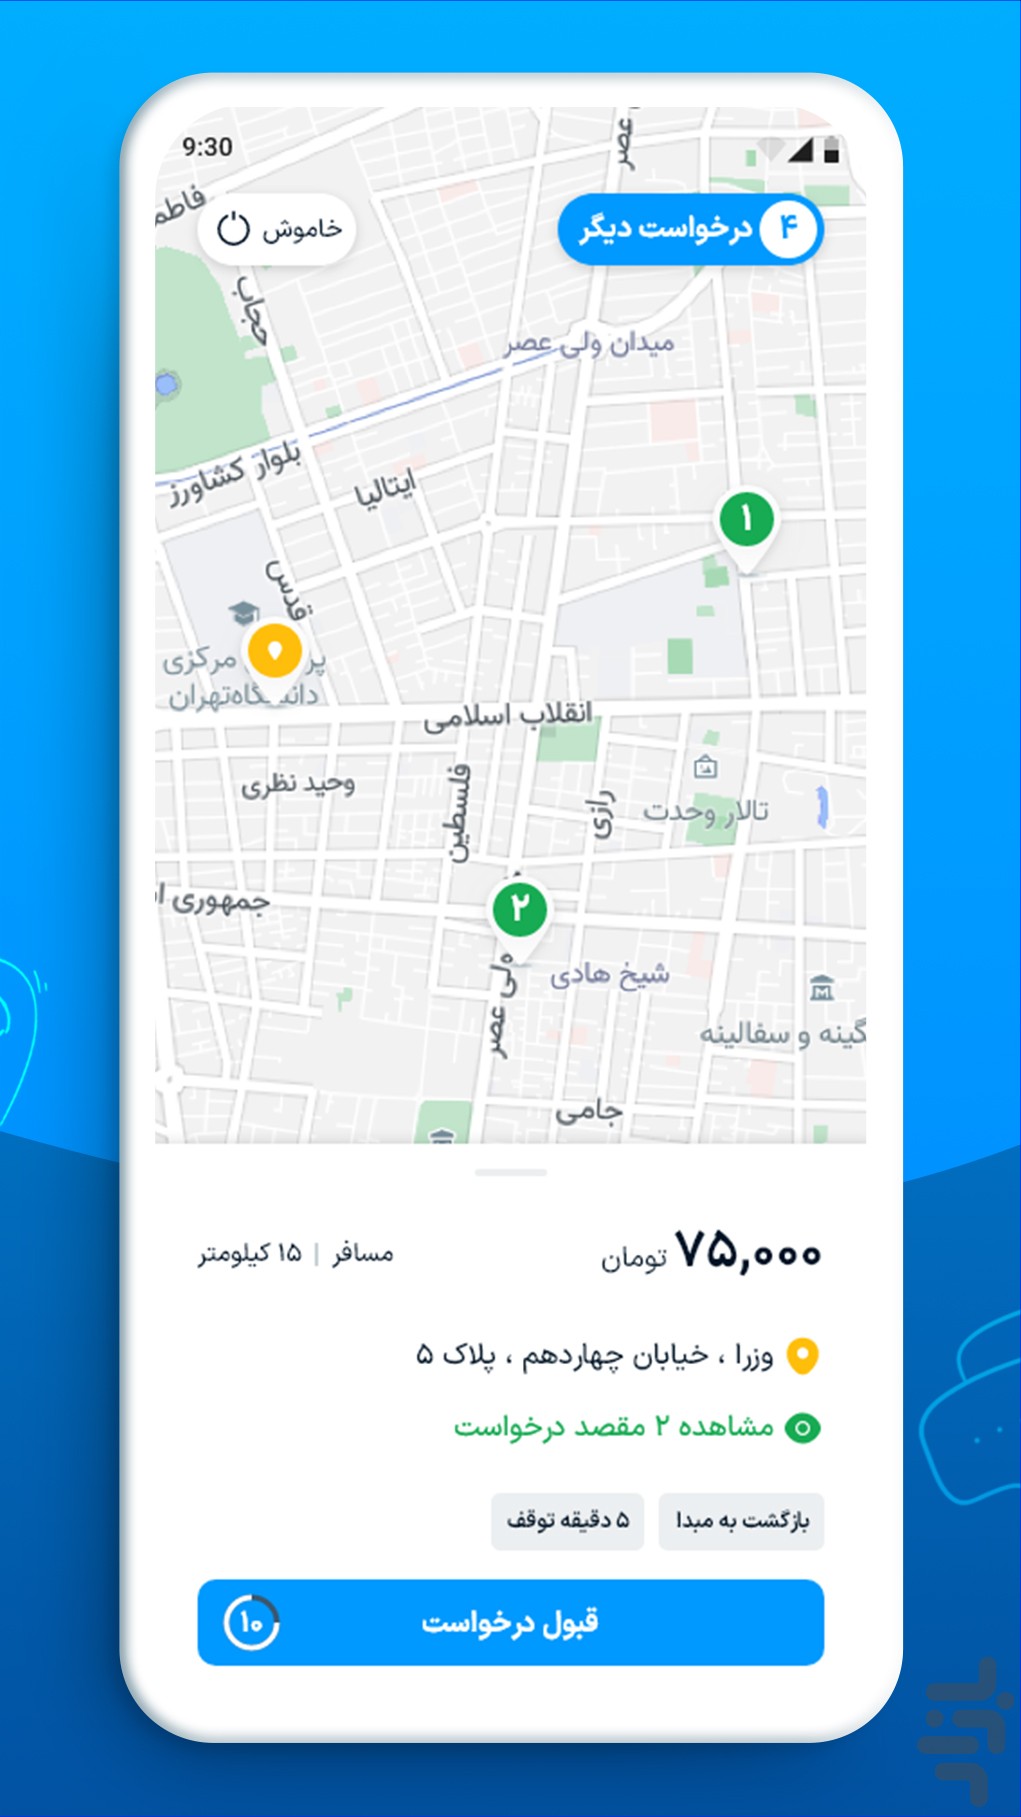 9:30
عصر
فاطم
۴ درخواست دیگر
خاموش
حجاب
میدان ولی عصر
بلوار کشاورز
ایتالیا
۱
قدس
مرکزی
دانشگاه‌تهران
انقلاب اسلامی
وحید نظری
فلسطین
رازی
تالار وحدت
جمهوری ا
۲
ولی عصر
شیخ هادی
گینه و سفالینه
جامی
۷۵,۰۰۰ تومان
مسافر | ۱۵ کیلومتر
وزرا ، خیابان چهاردهم ، پلاک ۵
مشاهده ۲ مقصد درخواست
بازگشت به مبدا
۵ دقیقه توقف
قبول درخواست
۱۰
بازار